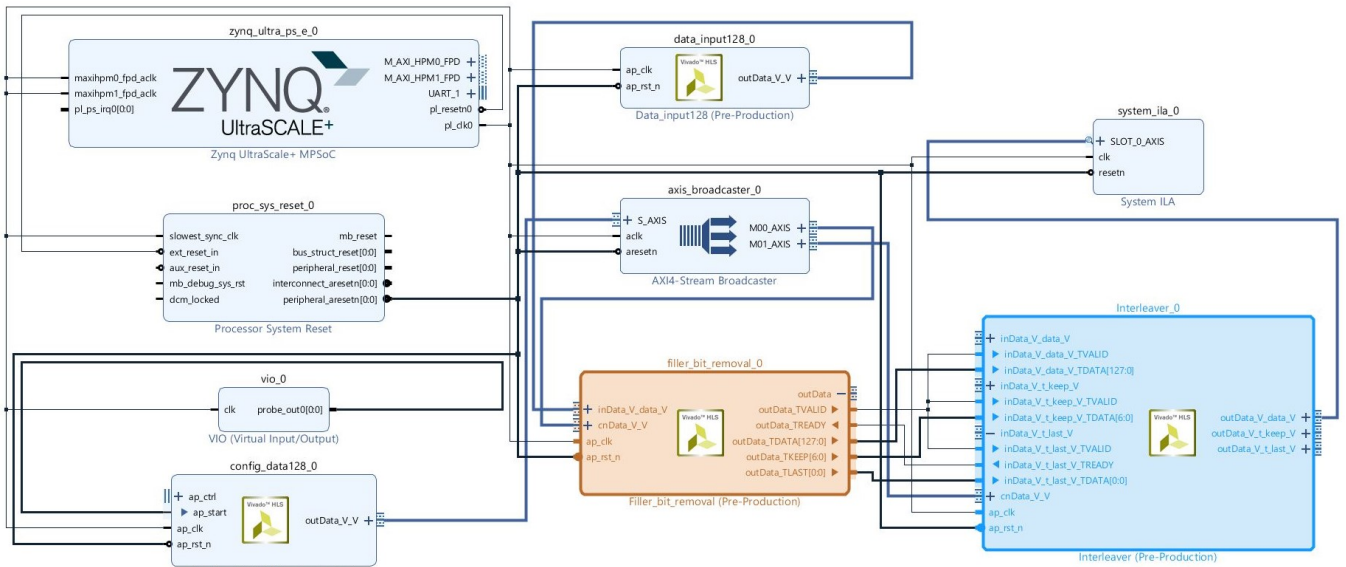 zynq_ultra_ps_e_0
maxihpm0_fpd_aclk
maxihpm1_fpd_aclk
pl_ps_irq0[0:0]
ZYNQ
UltraSCALE+
M_AXI_HPM0_FPD
M_AXI_HPM1_FPD
UART_1
pl_resetn0
pl_clk0
Zynq UltraScale+ MPSoC
data_input128_0
ap_clk
ap_rst_n
Vivado™ HLS
outData_V_V
Data_input128 (Pre-Production)
system_ila_0
SLOT_0_AXIS
clk
resetn
System ILA
proc_sys_reset_0
slowest_sync_clk
ext_reset_in
aux_reset_in
mb_debug_sys_rst
dcm_locked
mb_reset
bus_struct_reset[0:0]
peripheral_reset[0:0]
interconnect_aresetn[0:0]
peripheral_aresetn[0:0]
Processor System Reset
axis_broadcaster_0
S_AXIS
aclk
aresetn
M00_AXIS
M01_AXIS
AXI4-Stream Broadcaster
vio_0
clk
probe_out0[0:0]
VIO (Virtual Input/Output)
config_data128_0
ap_ctrl
ap_start
ap_clk
ap_rst_n
Vivado™ HLS
outData_V_V
filler_bit_removal_0
inData_V_data_V
cnData_V_V
ap_clk
ap_rst_n
Vivado™ HLS
outData
outData_TVALID
outData_TREADY
outData_TDATA[127:0]
outData_TKEEP[6:0]
outData_TLAST[0:0]
Filler_bit_removal (Pre-Production)
Interleaver_0
inData_V_data_V
inData_V_data_V_TVALID
inData_V_data_V_TDATA[127:0]
inData_V_t_keep_V
inData_V_t_keep_V_TVALID
inData_V_t_keep_V_TDATA[6:0]
inData_V_t_last_V
inData_V_t_last_V_TVALID
inData_V_t_last_V_TREADY
inData_V_t_last_V_TDATA[0:0]
cnData_V_V
ap_clk
ap_rst_n
Vivado™ HLS
outData_V_data_V
outData_V_t_keep_V
outData_V_t_last_V
Interleaver (Pre-Production)